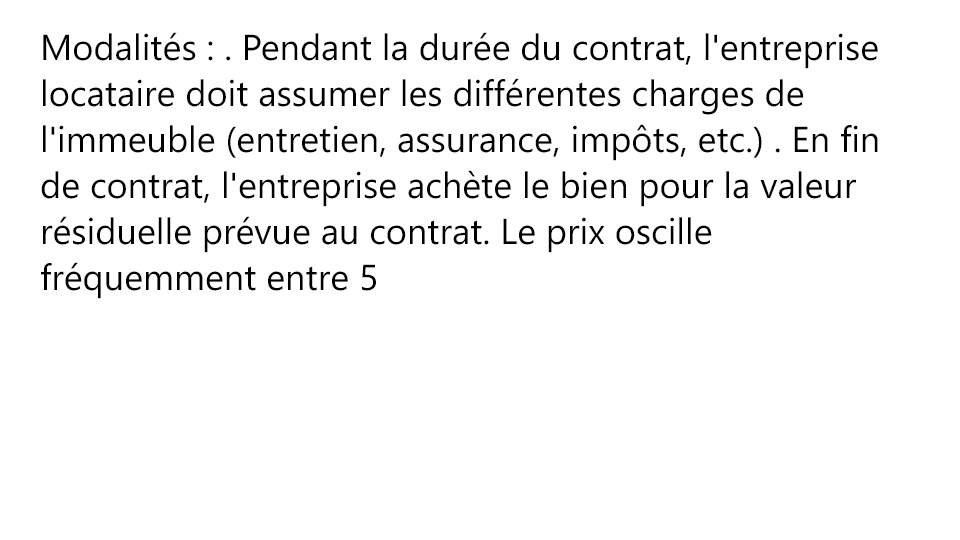 Modalités : . Pendant la durée du contrat, l'entreprise
locataire doit assumer les différentes charges de
l'immeuble (entretien, assurance, impôts, etc.) . En fin
de contrat, l'entreprise achète le bien pour la valeur
résiduelle prévue au contrat. Le prix oscille
fréquemment entre 5